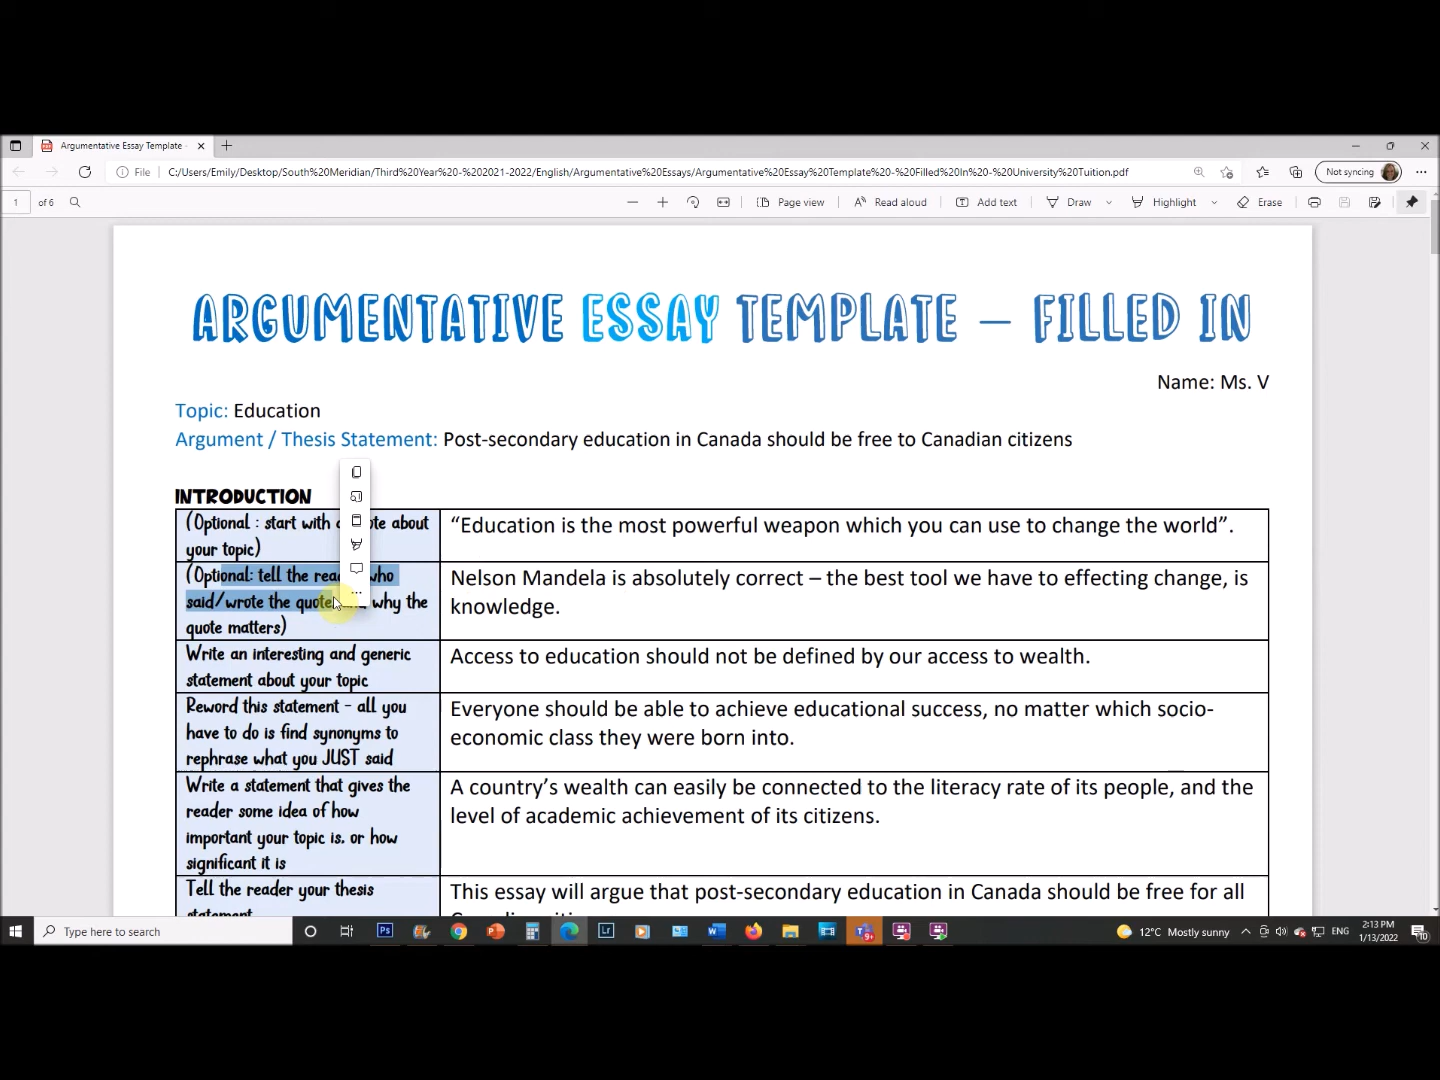 Argumentative Essay Template
File
C:/Users/Emily/Desktop/South%20Meridian/Third%20Year%20-%202021-2022/English/Argumentative%20Essays/Argumentative%20Essay%20Template%20-%20Filled%20In%20-%20University%20Tuition.pdf
Not syncing
1 of 6
Page view
Read aloud
Add text
Draw
Highlight
Erase
ARGUMENTATIVE ESSAY TEMPLATE – FILLED IN
Name: Ms. V
Topic: Education
Argument / Thesis Statement: Post-secondary education in Canada should be free to Canadian citizens
INTRODUCTION
(Optional : start with about
your topic)
“Education is the most powerful weapon which you can use to change the world”.
(Optional: tell the who
said/wrote the quote why the
quote matters)
Nelson Mandela is absolutely correct – the best tool we have to effecting change, is
knowledge.
Write an interesting and generic
statement about your topic
Access to education should not be defined by our access to wealth.
Reword this statement - all you
have to do is find synonyms to
rephrase what you JUST said
Everyone should be able to achieve educational success, no matter which socio-
economic class they were born into.
Write a statement that gives the
reader some idea of how
important your topic is, or how
significant it is
A country’s wealth can easily be connected to the literacy rate of its people, and the
level of academic achievement of its citizens.
Tell the reader your thesis
statement
This essay will argue that post-secondary education in Canada should be free for all
Type here to search
Ps
Lr
9+
12°C Mostly sunny
ENG
2:13 PM
1/13/2022
10